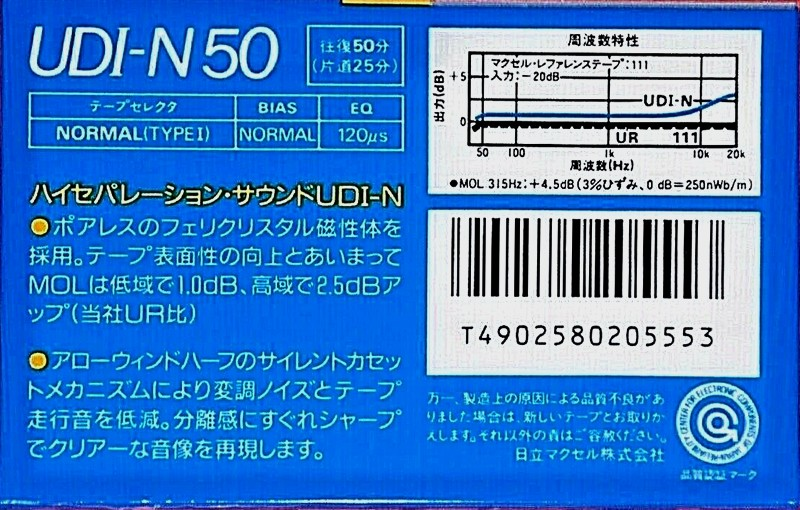 UDI-N 50
往復50分
(片道25分)
テープセレクタ BIAS EQ
NORMAL(TYPE I) NORMAL 120μs
ハイセパレーション・サウンドUDI-N
●ポアレスのフェリクリスタル磁性体を
採用。テープ表面性の向上とあいまって
MOLは低域で1.0dB、高域で2.5dBア
ップ(当社UR比)
●アローウィンドハーフのサイレントカセッ
トメカニズムにより変調ノイズとテープ
走行音を低減。分離感にすぐれシャープ
でクリアーな音像を再現します。
周波数特性
マクセル・レファレンステープ:111
入力:-20dB
出力(dB)
+5
0
UDI-N
UR 111
50 100 1k 10k 20k
周波数(Hz)
●MOL 315Hz:+4.5dB(3%ひずみ、0 dB=250nWb/m)
T4902580205553
万一、製造上の原因による品質不良があ
りました場合は、新しいテープとお取りか
えします。それ以外の責はご容赦ください。
日立マクセル株式会社
品質認証マーク